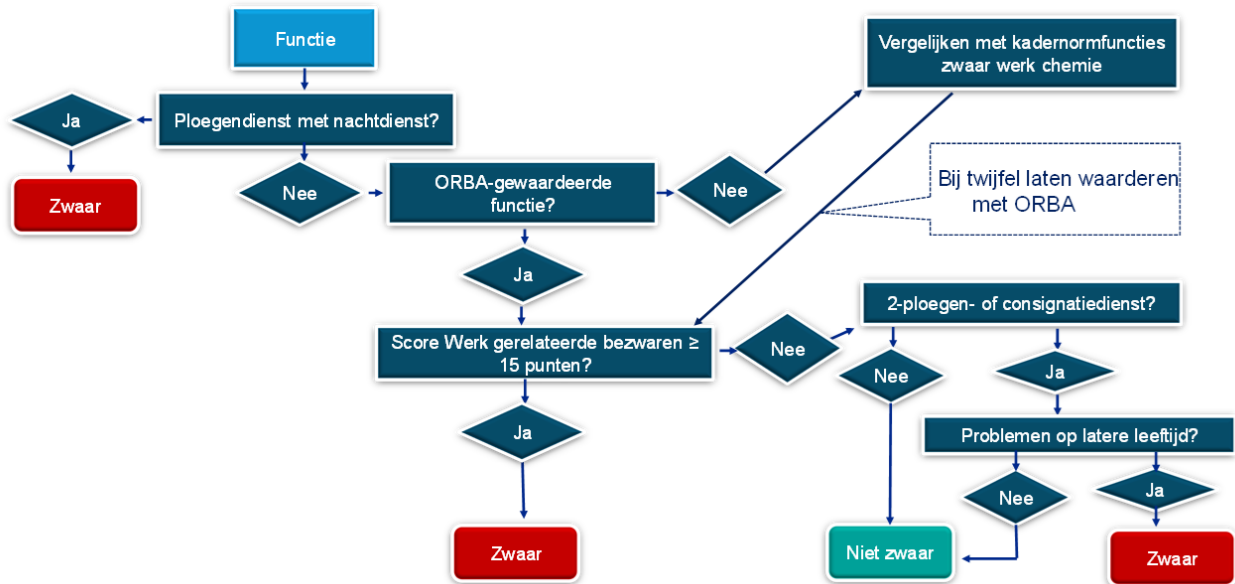 Functie
Vergelijken met kadernormfuncties
zwaar werk chemie
Ja
Ploegendienst met nachtdienst?
Zwaar
Nee
ORBA-gewaardeerde
functie?
Nee
Bij twijfel laten waarderen
met ORBA
Ja
2-ploegen- of consignatiedienst?
Score Werk gerelateerde bezwaren ≥
15 punten?
Nee
Nee
Ja
Ja
Problemen op latere leeftijd?
Nee
Ja
Zwaar
Niet zwaar
Zwaar